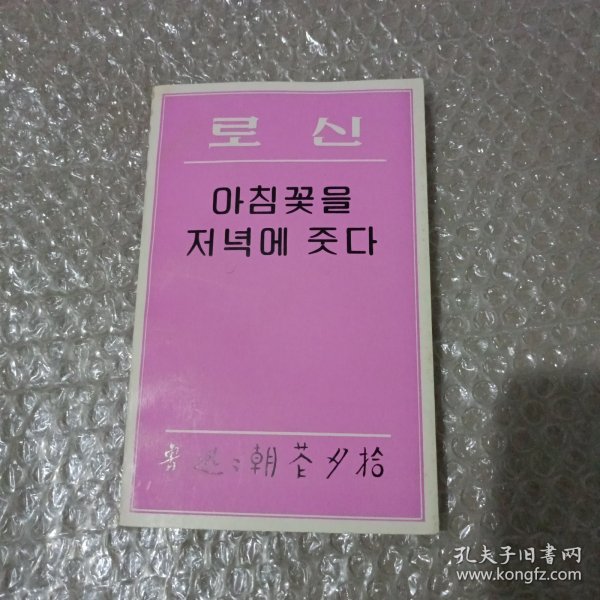 로 신
아침꽃을
저녁에 줏다
魯迅：朝花夕拾
孔夫子旧书网
www.kongfz.com